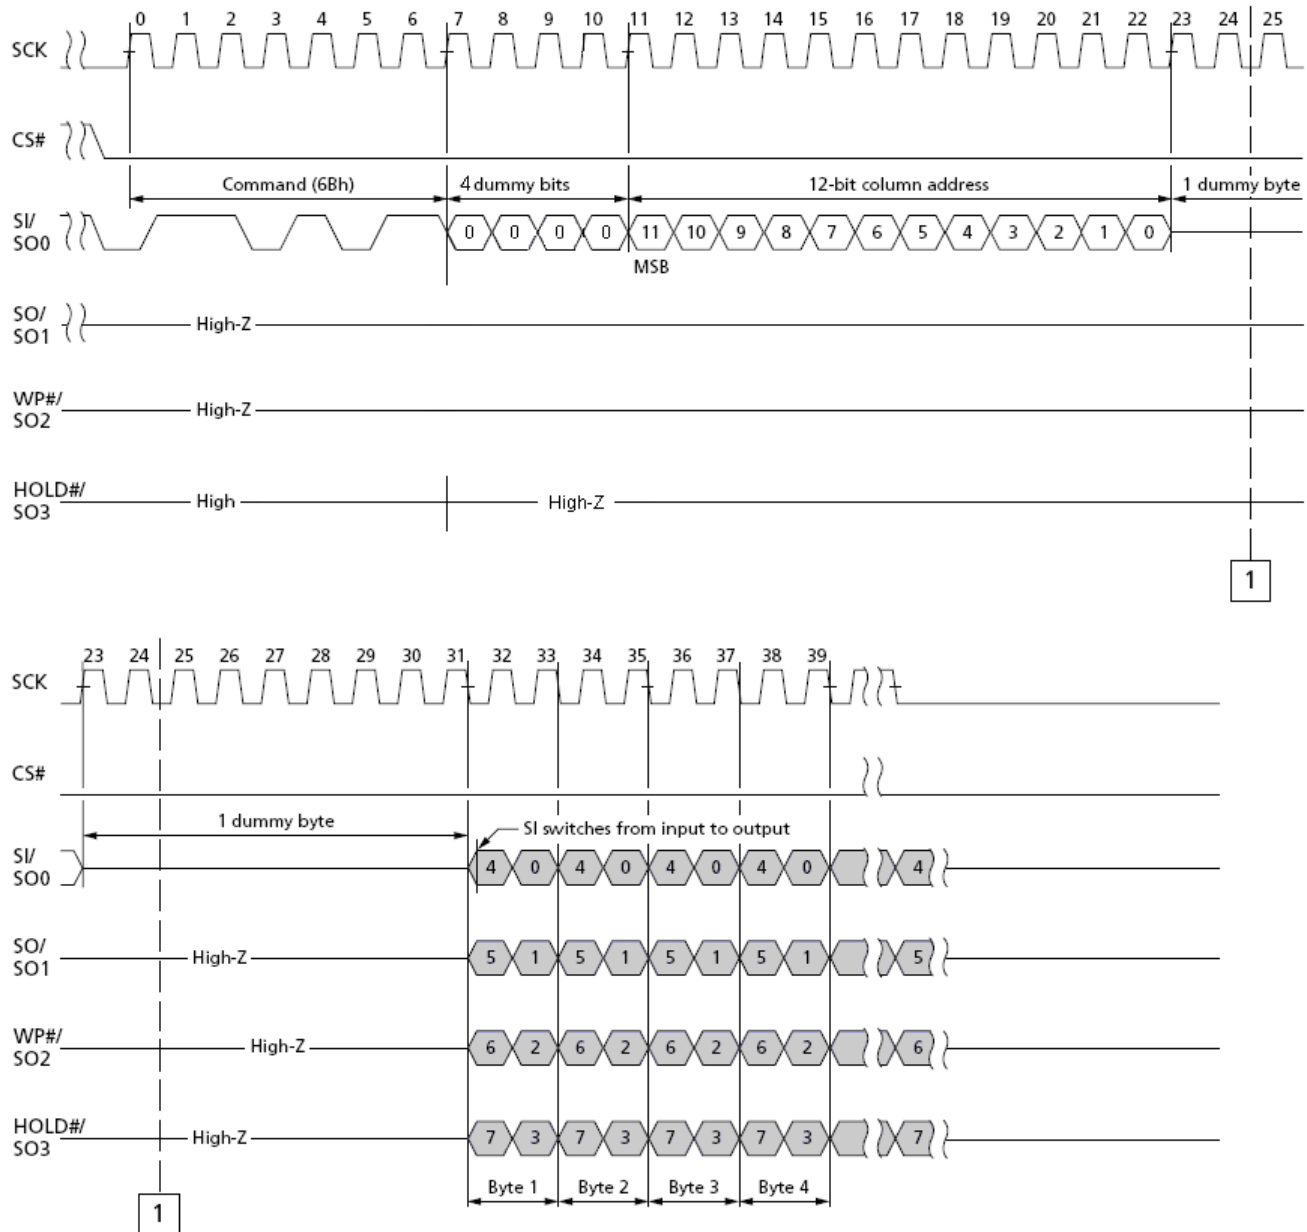 0 1 2 3 4 5 6 7 8 9 10 11 12 13 14 15 16 17 18 19 20 21 22 23 24 25
SCK
CS#
Command (6Bh) 4 dummy bits 12-bit column address 1 dummy byte
SI/
SO0
0 0 0 0 11 10 9 8 7 6 5 4 3 2 1 0
MSB
SO/
SO1
High-Z
WP#/
SO2
High-Z
HOLD#/
SO3
High High-Z
1
23 24 25 26 27 28 29 30 31 32 33 34 35 36 37 38 39
SCK
CS#
1 dummy byte
SI switches from input to output
SI/
SO0
4 0 4 0 4 0 4 0 4
SO/
SO1
High-Z 5 1 5 1 5 1 5 1 5
WP#/
SO2
High-Z 6 2 6 2 6 2 6 2 6
HOLD#/
SO3
High-Z 7 3 7 3 7 3 7 3 7
Byte 1 Byte 2 Byte 3 Byte 4
1